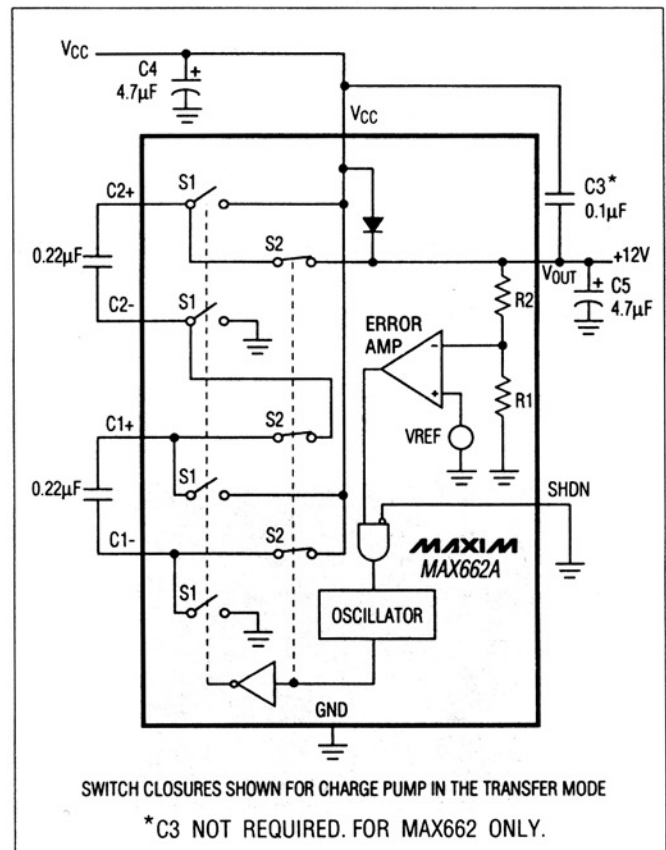 VCC
C4
4.7µF
+
VCC
C2+
S1
C3*
0.1µF
0.22µF
S2
+12V
VOUT
+
C5
4.7µF
C2-
S1
R2
ERROR
AMP
-
+
R1
C1+
S2
VREF
0.22µF
S1
SHDN
C1-
S2
MAXIM
MAX662A
S1
OSCILLATOR
GND
SWITCH CLOSURES SHOWN FOR CHARGE PUMP IN THE TRANSFER MODE
*C3 NOT REQUIRED. FOR MAX662 ONLY.